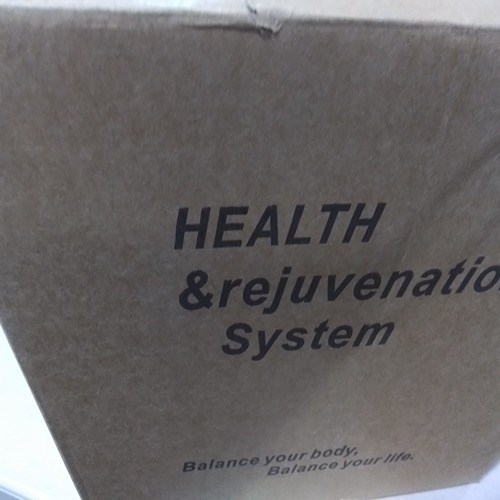 HEALTH
&rejuvenatio
System
Balance your body,
Balance your life.